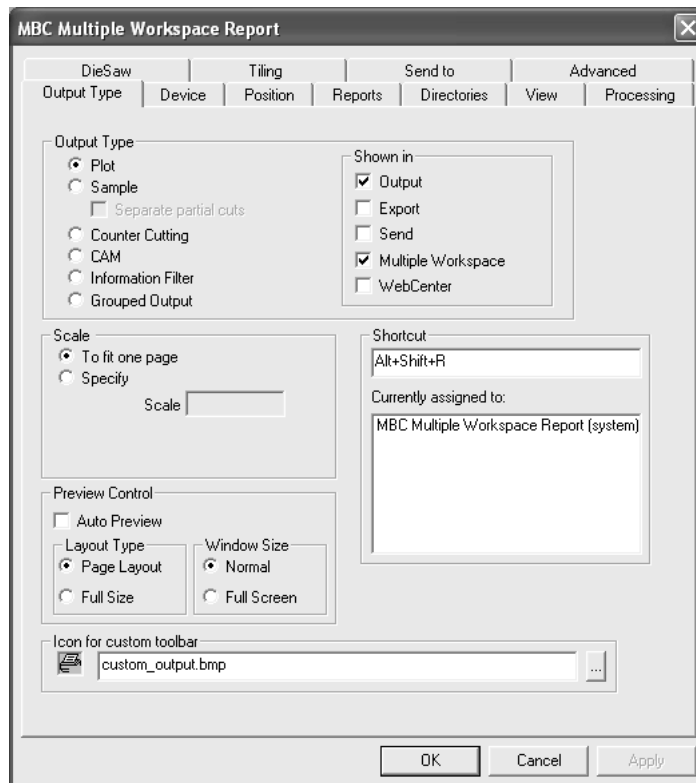 MBC Multiple Workspace Report
DieSaw Tiling Send to Advanced
Output Type Device Position Reports Directories View Processing
Output Type
Plot
Sample
Separate partial cuts
Counter Cutting
CAM
Information Filter
Grouped Output
Shown in
Output
Export
Send
Multiple Workspace
WebCenter
Scale
To fit one page
Specify
Scale
Shortcut
Alt+Shift+R
Currently assigned to:
MBC Multiple Workspace Report (system)
Preview Control
Auto Preview
Layout Type
Page Layout
Full Size
Window Size
Normal
Full Screen
Icon for custom toolbar
custom_output.bmp
...
OK Cancel Apply